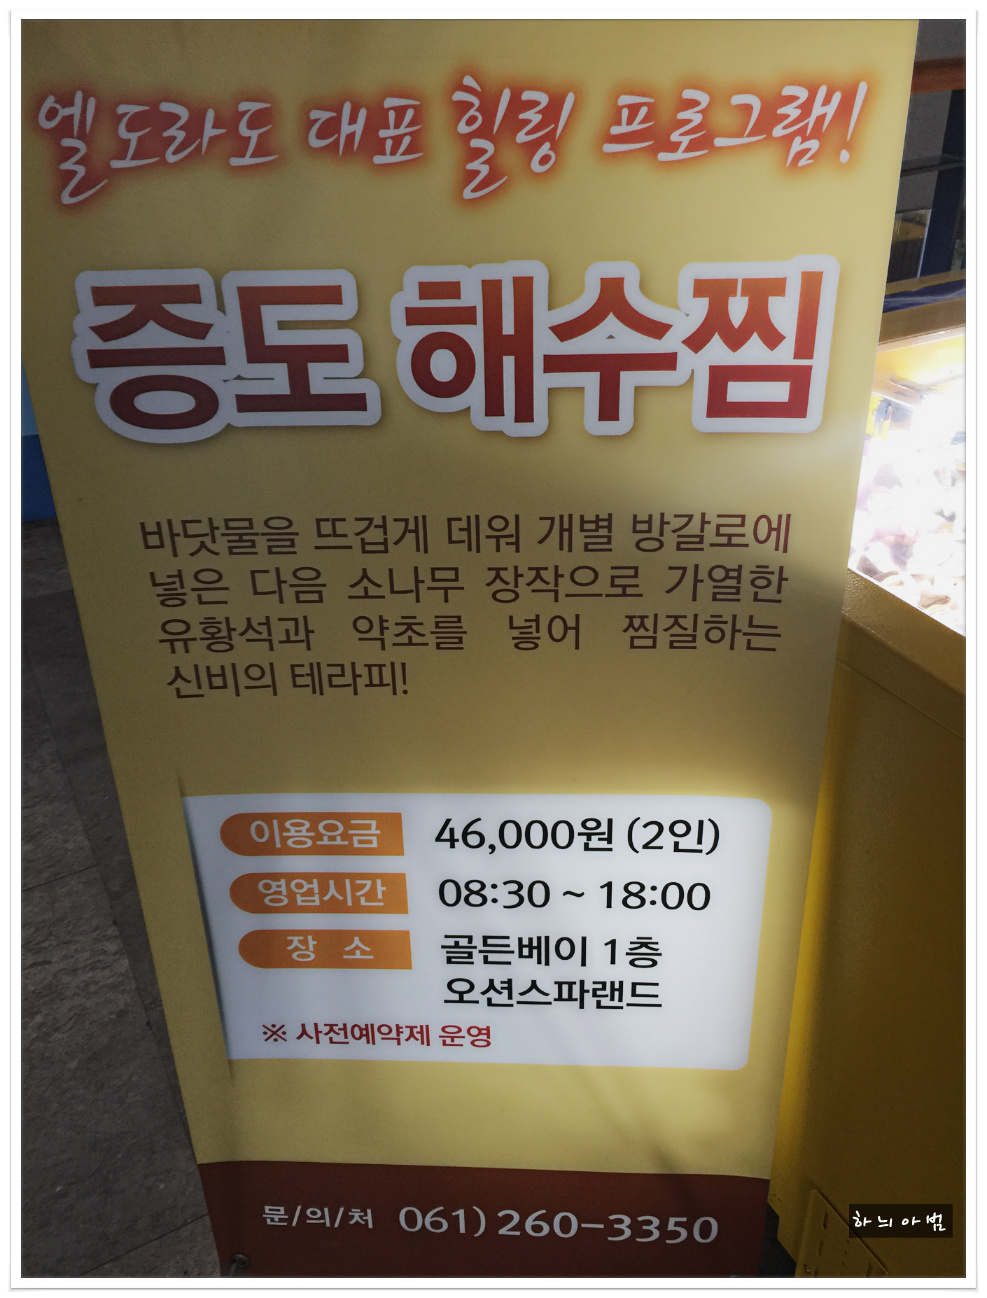 엘도라도 대표 힐링 프로그램!
증도 해수찜
바닷물을 뜨겁게 데워 개별 방갈로에
넣은 다음 소나무 장작으로 가열한
유황석과 약초를 넣어 찜질하는
신비의 테라피!
이용요금 46,000원 (2인)
영업시간 08:30 ~ 18:00
장 소 골든베이 1층
오션스파랜드
※ 사전예약제 운영
문/의/처 061) 260-3350
하늬아범